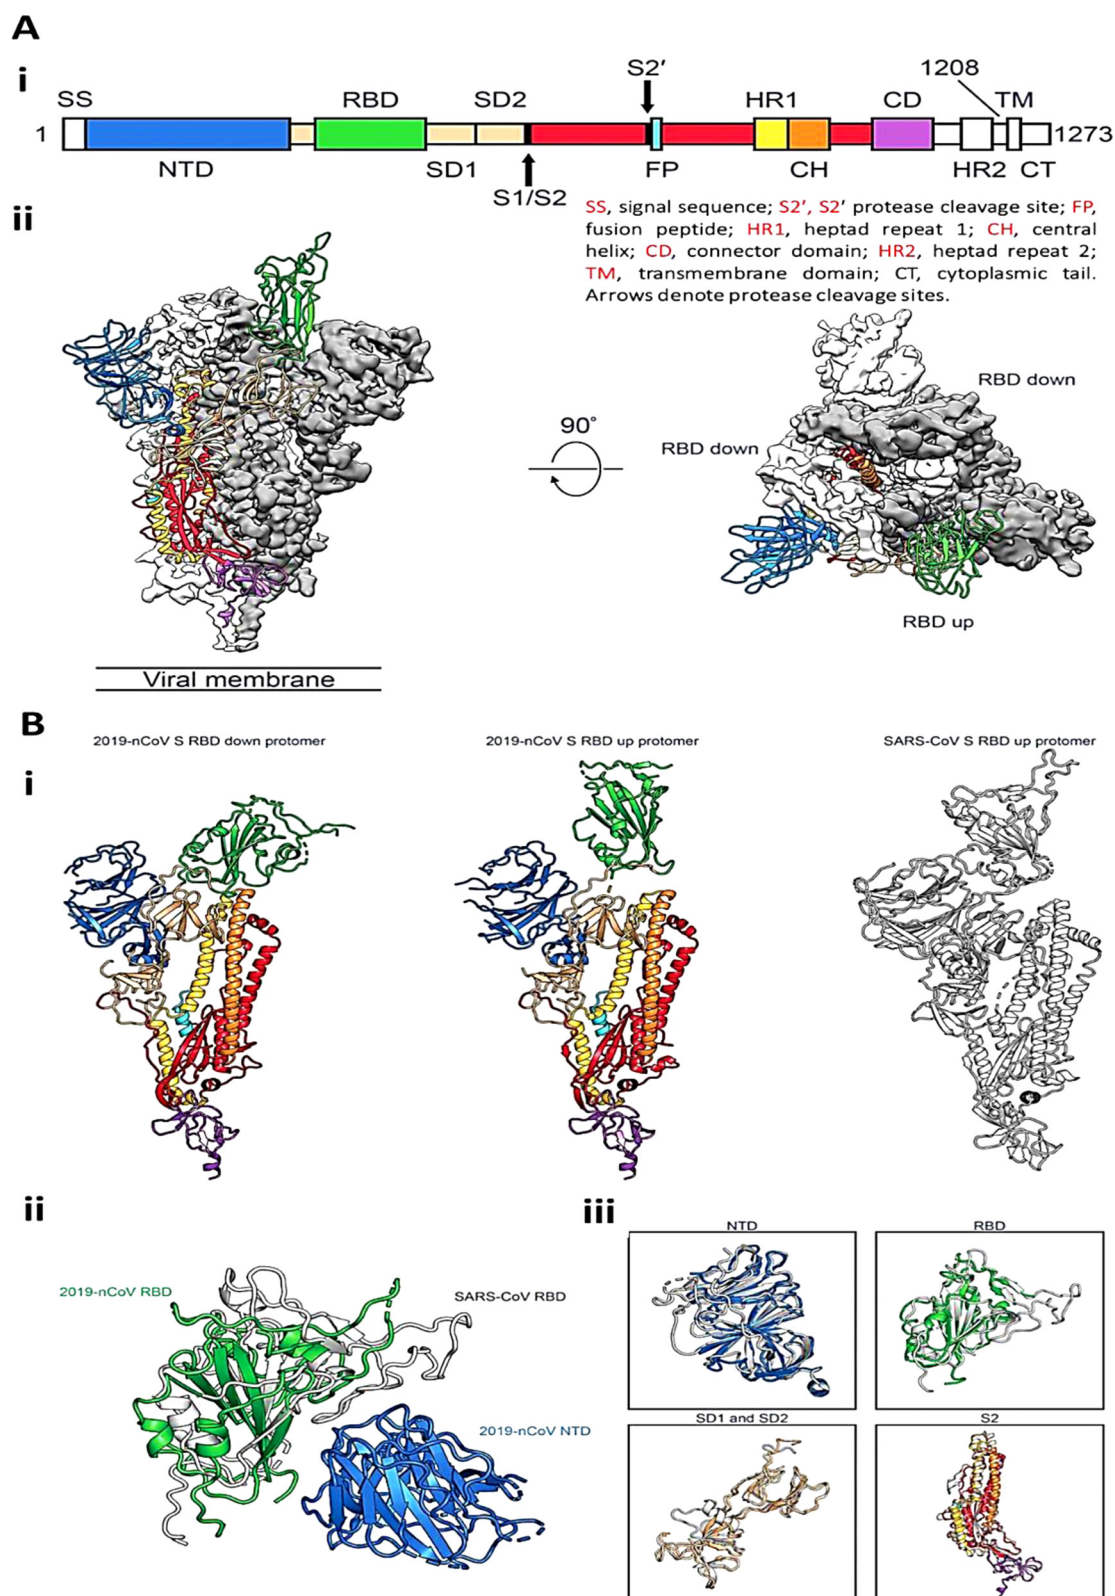 A
i
S2′
1208
SS
RBD
SD2
HR1
CD
TM
1
1273
NTD
SD1
FP
CH
HR2
CT
S1/S2
SS, signal sequence; S2′, S2′ protease cleavage site; FP,
fusion peptide; HR1, heptad repeat 1; CH, central
helix; CD, connector domain; HR2, heptad repeat 2;
TM, transmembrane domain; CT, cytoplasmic tail.
Arrows denote protease cleavage sites.
ii
RBD down
90°
RBD down
RBD up
Viral membrane
B
2019-nCoV S RBD down protomer
2019-nCoV S RBD up protomer
SARS-CoV S RBD up protomer
i
ii
2019-nCoV RBD
SARS-CoV RBD
2019-nCoV NTD
iii
NTD
RBD
SD1 and SD2
S2